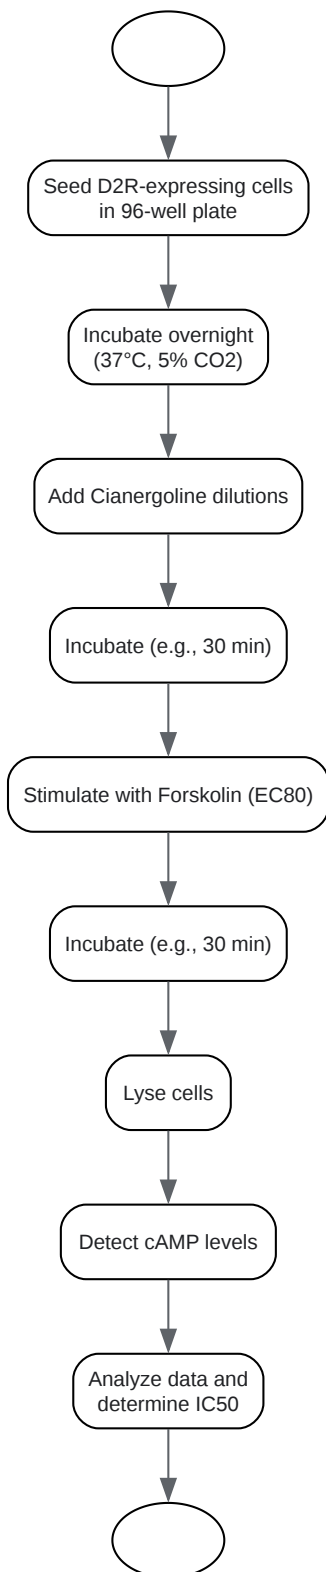 Seed D2R-expressing cells
in 96-well plate
Incubate overnight
(37°C, 5% CO2)
Add Cianergoline dilutions
Incubate (e.g., 30 min)
Stimulate with Forskolin (EC80)
Incubate (e.g., 30 min)
Lyse cells
Detect cAMP levels
Analyze data and
determine IC50